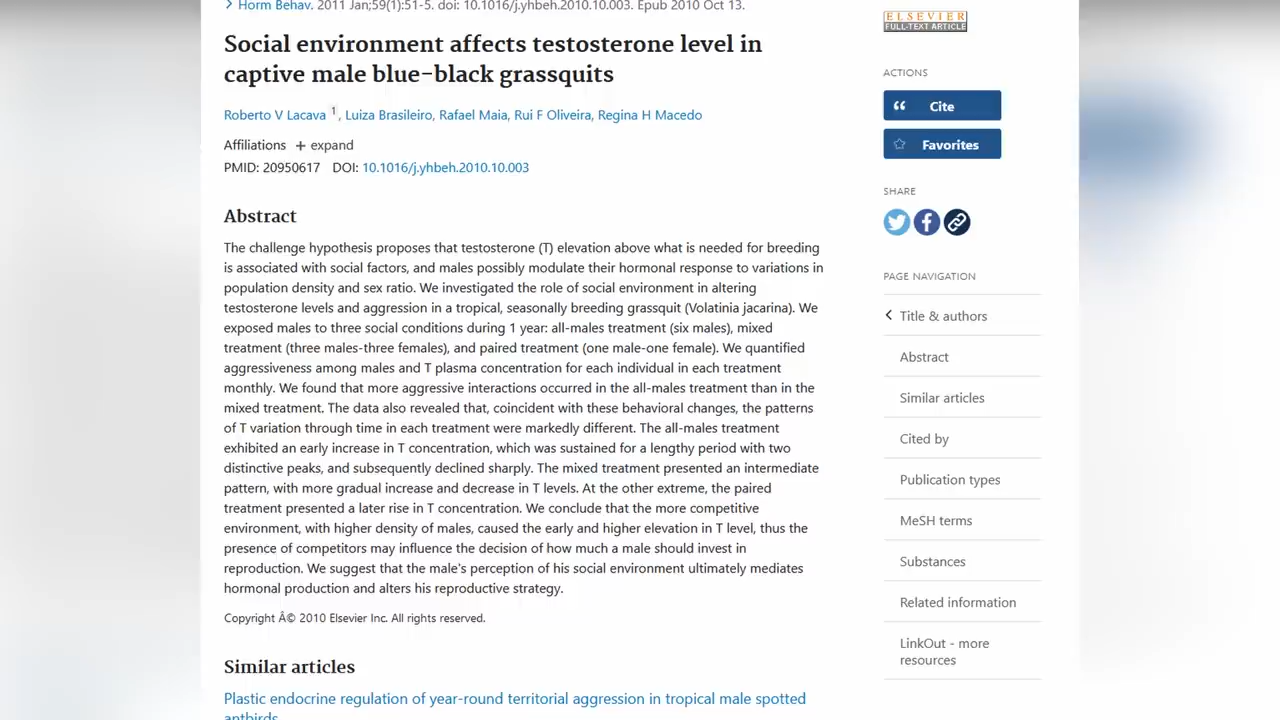 Horm Behav. 2011 Jan;59(1):51-5. doi: 10.1016/j.yhbeh.2010.10.003. Epub 2010 Oct 13.
Social environment affects testosterone level in
captive male blue-black grassquits
Roberto V Lacava 1, Luiza Brasileiro, Rafael Maia, Rui F Oliveira, Regina H Macedo
Affiliations + expand
PMID: 20950617 DOI: 10.1016/j.yhbeh.2010.10.003
Abstract
The challenge hypothesis proposes that testosterone (T) elevation above what is needed for breeding
is associated with social factors, and males possibly modulate their hormonal response to variations in
population density and sex ratio. We investigated the role of social environment in altering
testosterone levels and aggression in a tropical, seasonally breeding grassquit (Volatinia jacarina). We
exposed males to three social conditions during 1 year: all-males treatment (six males), mixed
treatment (three males-three females), and paired treatment (one male-one female). We quantified
aggressiveness among males and T plasma concentration for each individual in each treatment
monthly. We found that more aggressive interactions occurred in the all-males treatment than in the
mixed treatment. The data also revealed that, coincident with these behavioral changes, the patterns
of T variation through time in each treatment were markedly different. The all-males treatment
exhibited an early increase in T concentration, which was sustained for a lengthy period with two
distinctive peaks, and subsequently declined sharply. The mixed treatment presented an intermediate
pattern, with more gradual increase and decrease in T levels. At the other extreme, the paired
treatment presented a later rise in T concentration. We conclude that the more competitive
environment, with higher density of males, caused the early and higher elevation in T level, thus the
presence of competitors may influence the decision of how much a male should invest in
reproduction. We suggest that the male's perception of his social environment ultimately mediates
hormonal production and alters his reproductive strategy.
Copyright Â© 2010 Elsevier Inc. All rights reserved.
Similar articles
Plastic endocrine regulation of year-round territorial aggression in tropical male spotted
antbirds.
ELSEVIER
FULL-TEXT ARTICLE
ACTIONS
Cite
Favorites
SHARE
PAGE NAVIGATION
Title & authors
Abstract
Similar articles
Cited by
Publication types
MeSH terms
Substances
Related information
LinkOut - more
resources